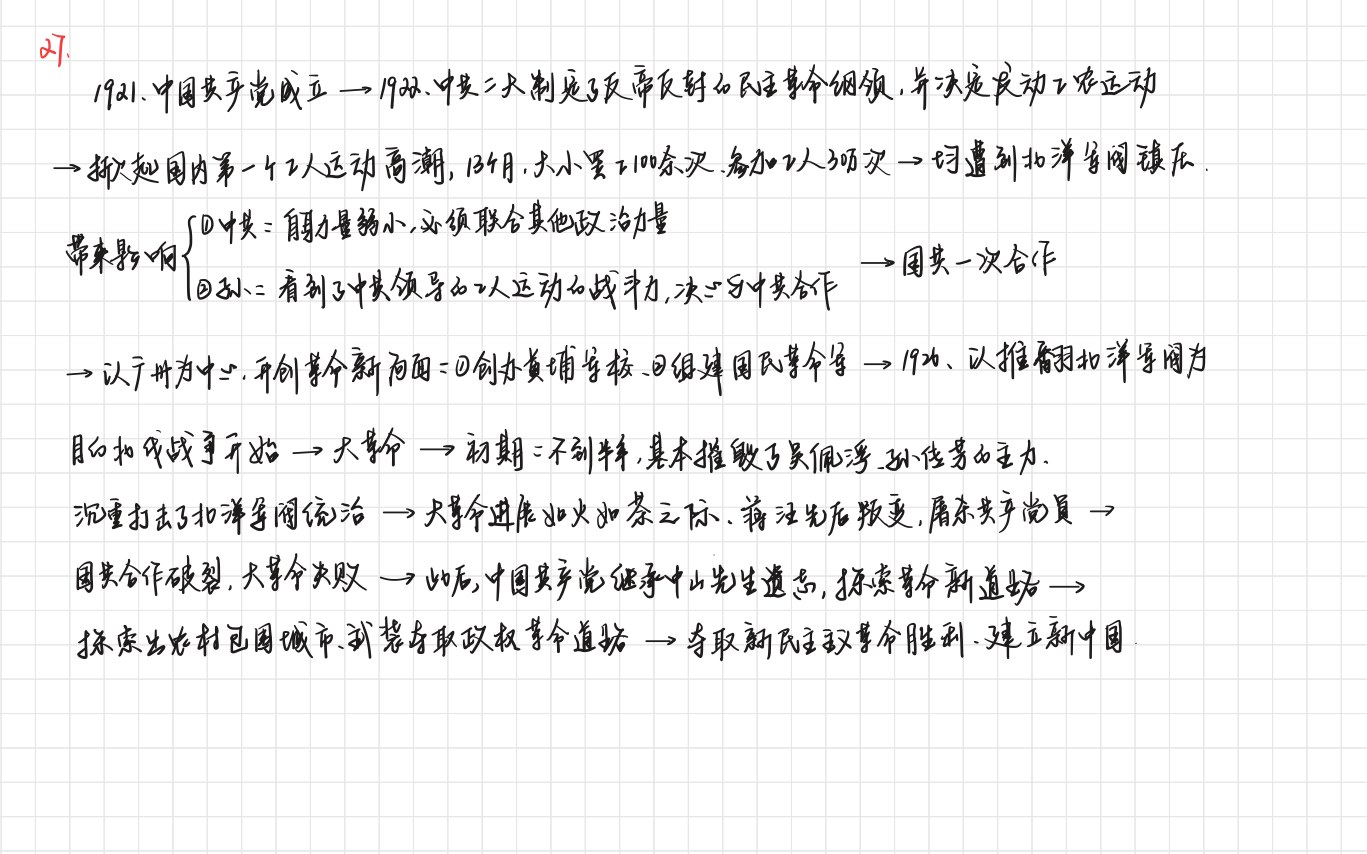 27.
1921、中国共产党成立 → 1922、中共二大制定了反帝反封的民主革命纲领,并决定发动工农运动
→ 掀起国内第一个工人运动高潮, 13个月、大小罢工100余次、参加工人30万次 → 均遭到北洋军阀镇压.
带来影响 ①中共: 自身力量弱小,必须联合其他政治力量
②孙: 看到了中共领导的工人运动的战斗力,决心与中共合作
→ 国共一次合作
→ 以广州为中心,开创革命新局面: ①创办黄埔军校、②组建国民革命军 → 1926、以推翻北洋军阀为
目的北伐战争开始 → 大革命 → 初期: 不到半年,基本摧毁了吴佩孚、孙传芳的主力、
沉重打击了北洋军阀统治 → 大革命进展如火如荼之际、蒋汪先后叛变,屠杀共产党员 →
国共合作破裂,大革命失败 → 此后,中国共产党继承中山先生遗志,探索革命新道路 →
探索出农村包围城市、武装夺取政权革命道路 → 夺取新民主主义革命胜利、建立新中国.